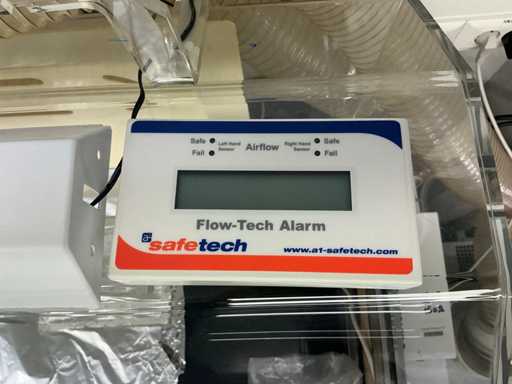 Safe Left Hand Sensor Airflow Right Hand Sensor Safe
Fail Fail
Flow-Tech Alarm
a1 safetech www.a1-safetech.com